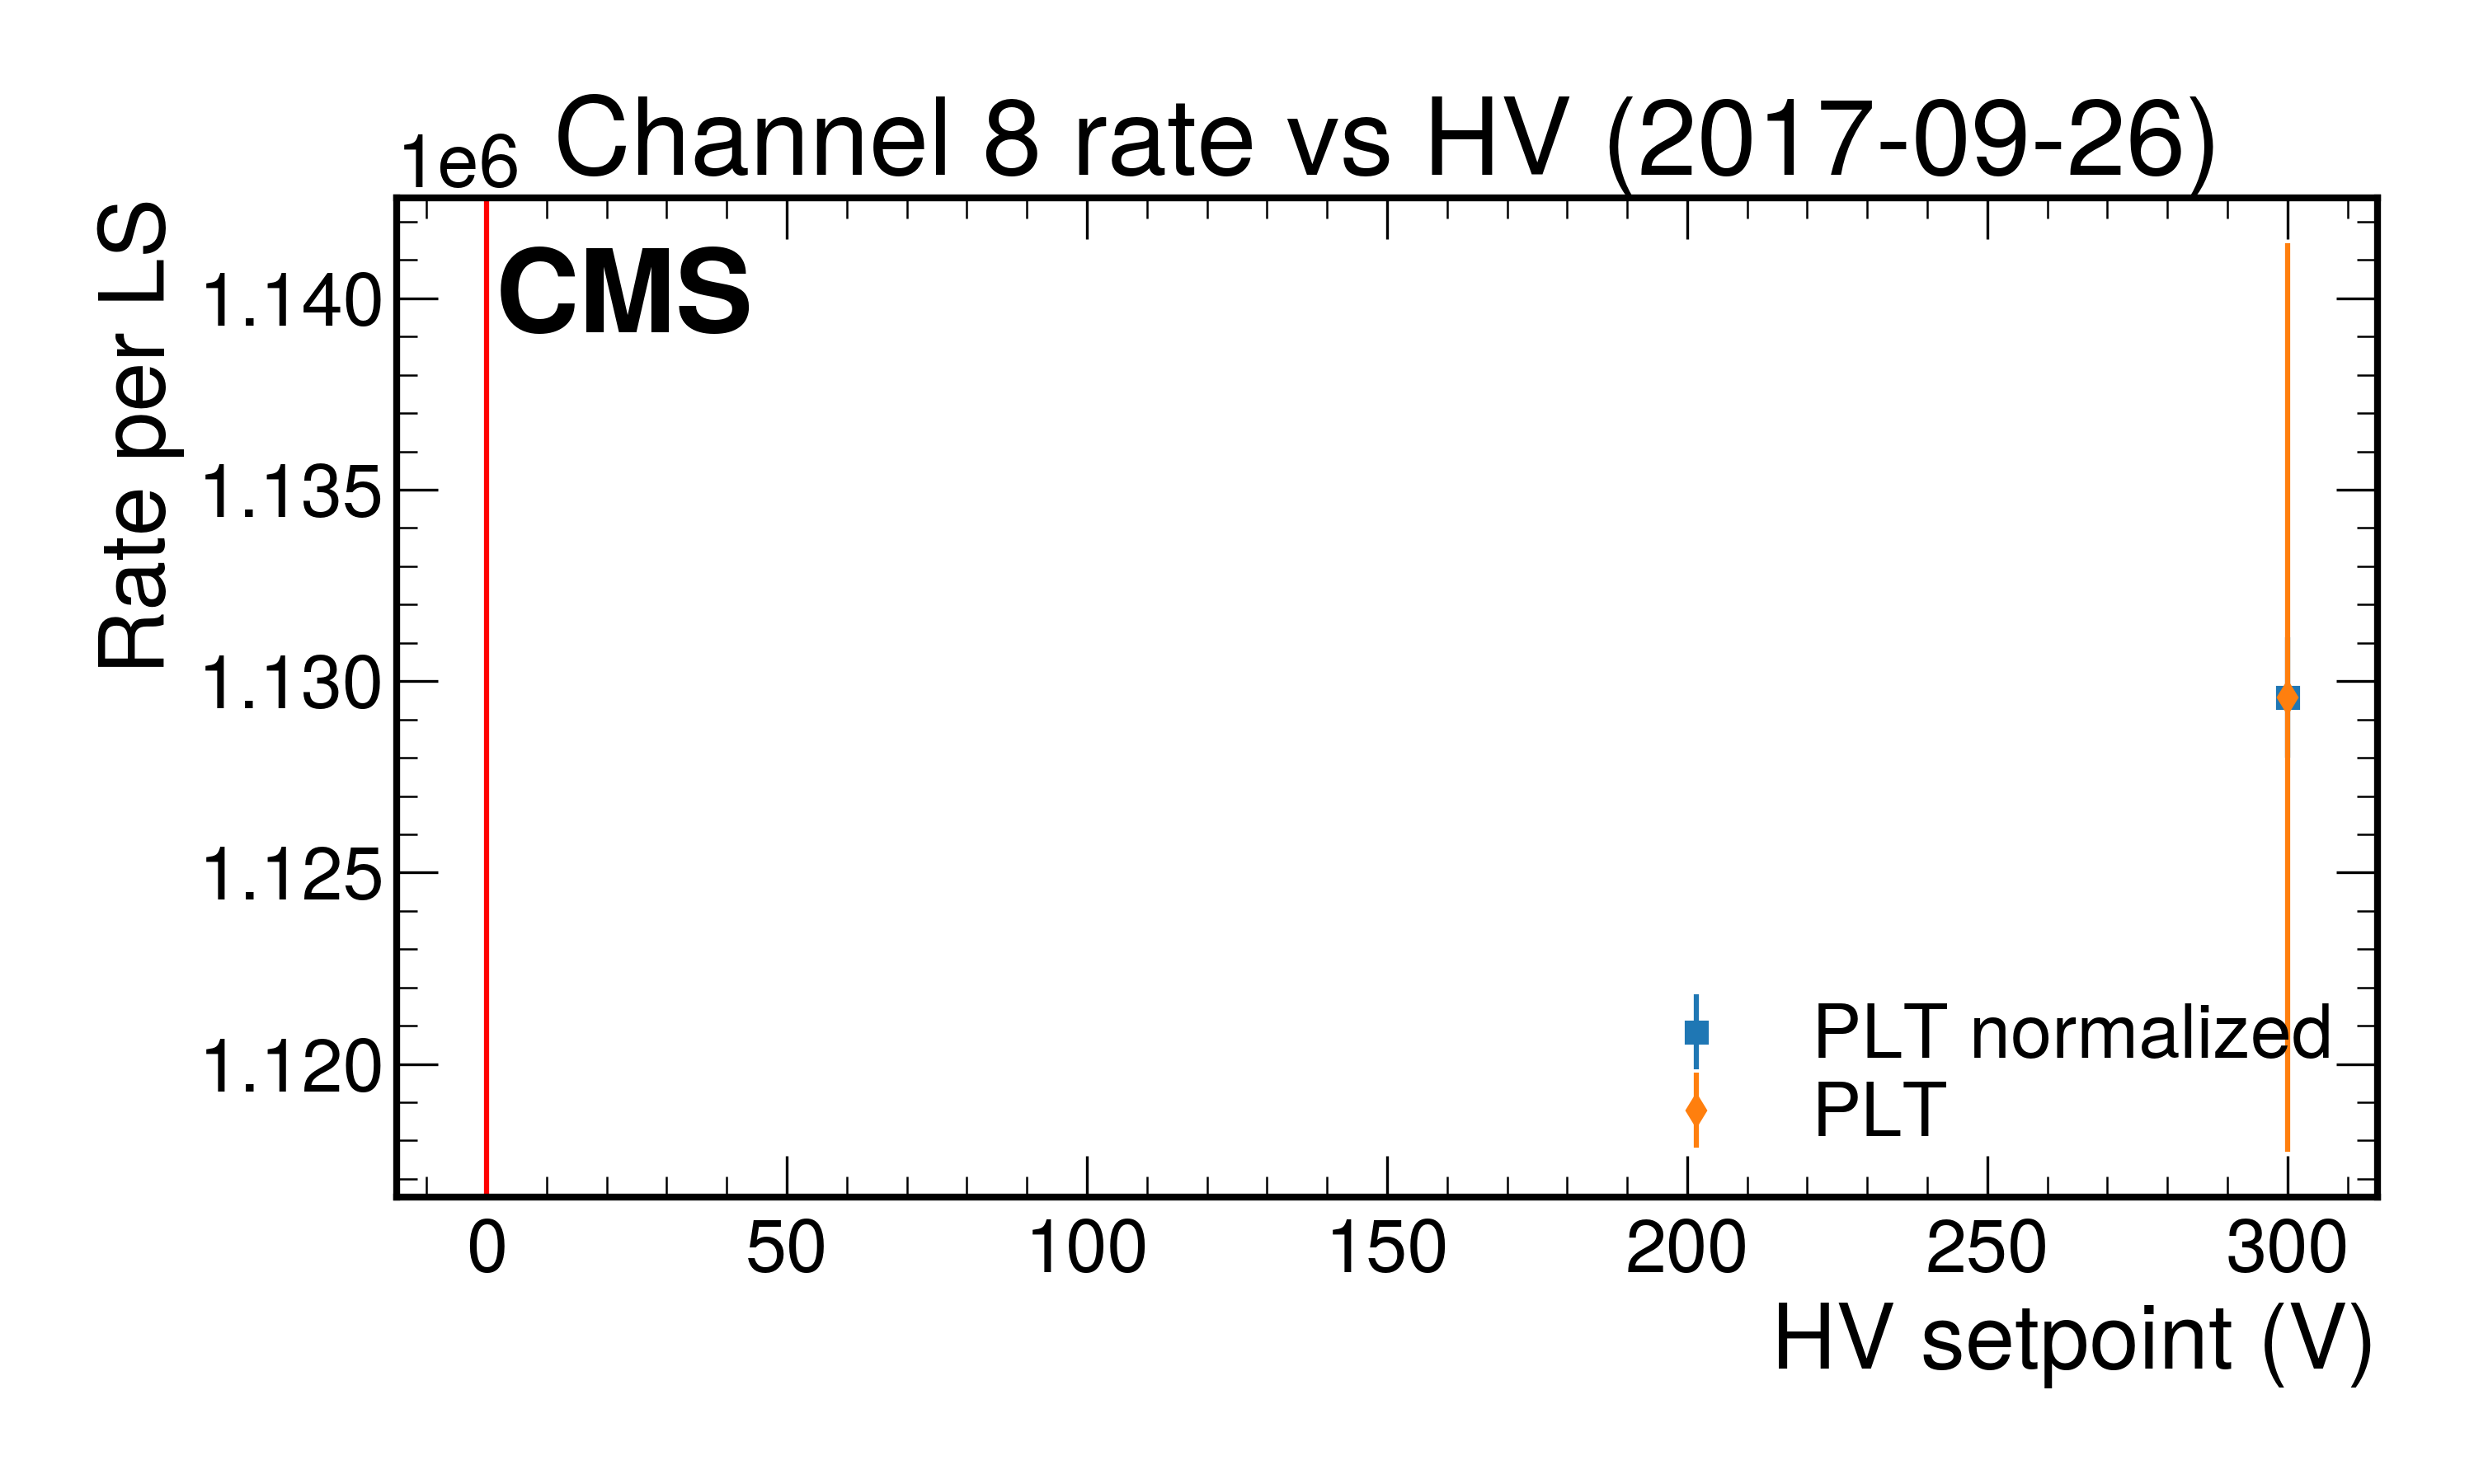 Channel 8 rate vs HV (2017-09-26)
1e6
CMS
Rate per LS
1.140
1.135
1.130
1.125
1.120
PLT normalized
PLT
0 50 100 150 200 250 300
HV setpoint (V)